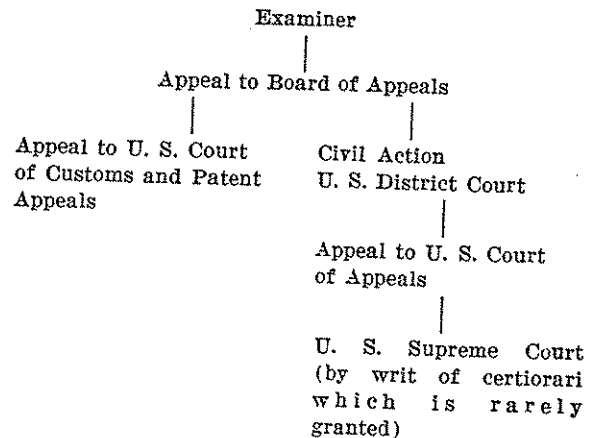 Examiner
Appeal to Board of Appeals
Appeal to U. S. Court
of Customs and Patent
Appeals
Civil Action
U. S. District Court
Appeal to U. S. Court
of Appeals
U. S. Supreme Court
(by writ of certiorari
which is rarely
granted)